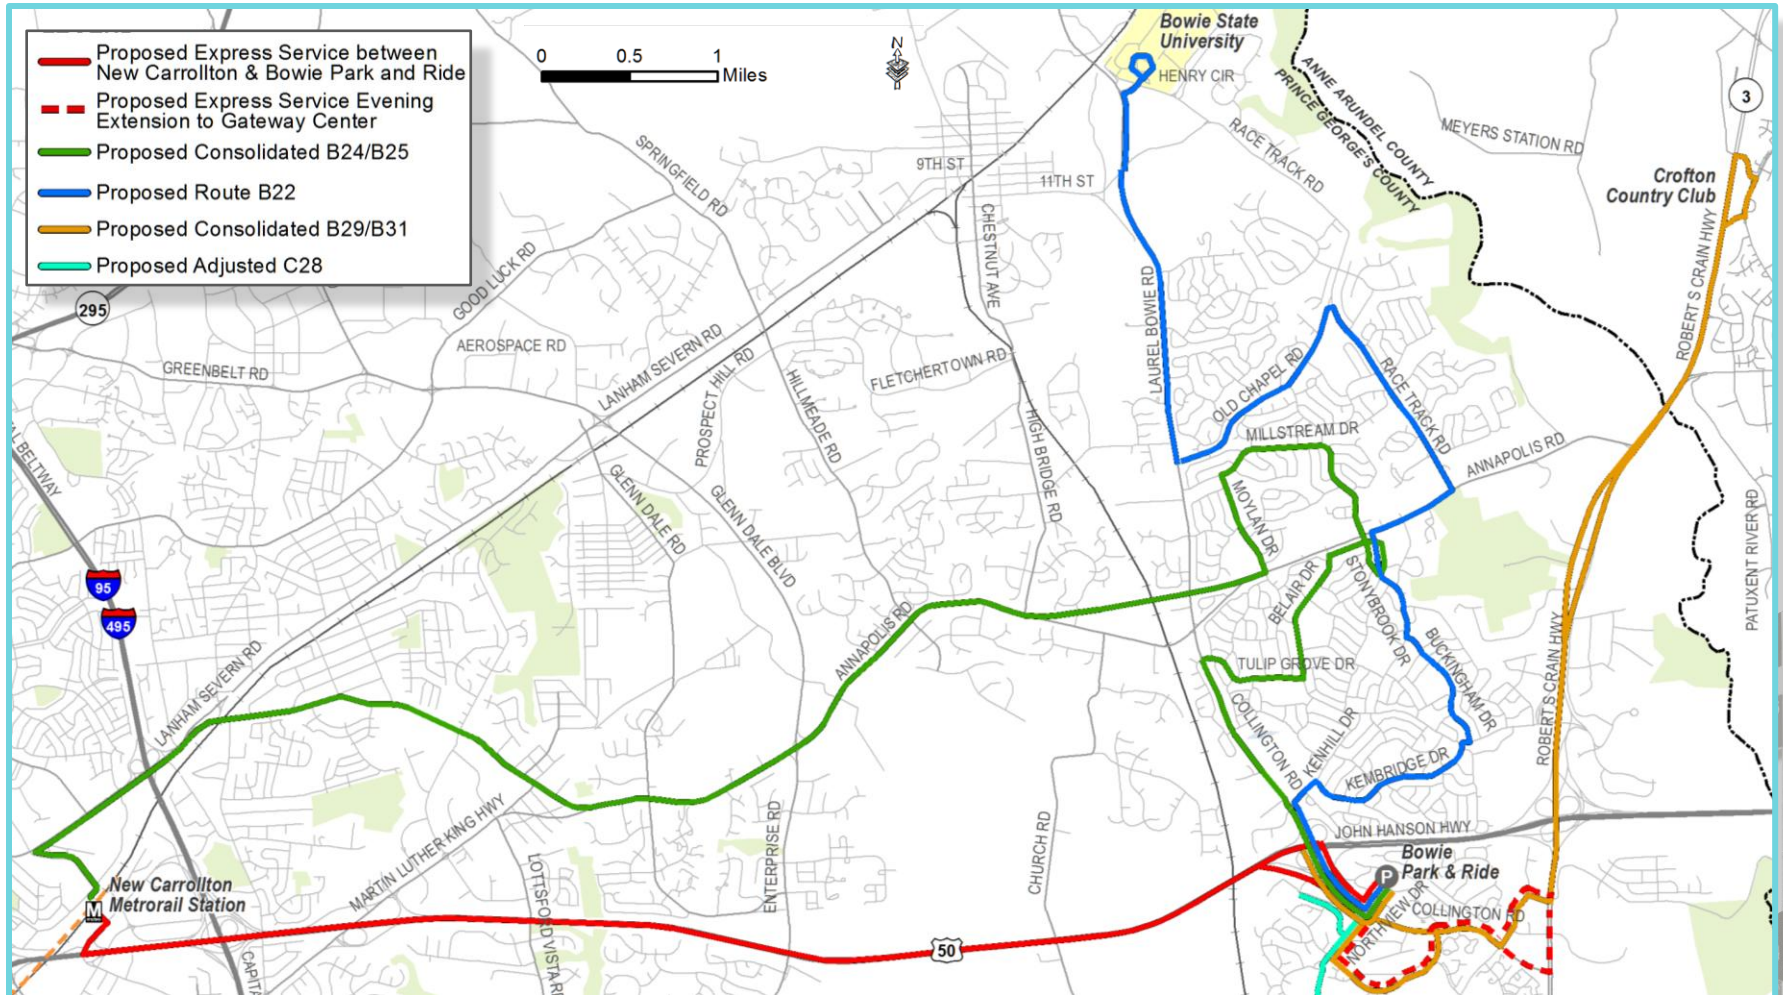 Proposed Express Service between
New Carrollton & Bowie Park and Ride
Proposed Express Service Evening
Extension to Gateway Center
Proposed Consolidated B24/B25
Proposed Route B22
Proposed Consolidated B29/B31
Proposed Adjusted C28
0 0.5 1
Miles
N
Bowie State
University
HENRY CIR
ANNE ARUNDEL COUNTY
PRINCE GEORGE'S COUNTY
3
MEYERS STATION RD
RACE TRACK RD
SPRINGFIELD RD
9TH ST
11TH ST
Crofton
Country Club
CHESTNUT AVE
ROBERT S CRAIN HWY
GOOD LUCK RD
295
LAUREL BOWIE RD
AEROSPACE RD
LANHAM SEVERN RD
GREENBELT RD
PROSPECT HILL RD
HILLMEADE RD
FLETCHERTOWN RD
OLD CHAPEL RD
RACE TRACK RD
HIGH BRIDGE RD
MILLSTREAM DR
ANNAPOLIS RD
BELTWAY
GLENN DALE RD
GLENN DALE BLVD
MOYLAN DR
PATUXENT RIVER RD
95
495
BELAIR DR
STONYBROOK DR
ANNAPOLIS RD
BUCKINGHAM DR
LANHAM SEVERN RD
TULIP GROVE DR
ROBERT S CRAIN HWY
COLLINGTON RD
KENHILL DR
KEMBRIDGE DR
MARTIN LUTHER KING HWY
ENTERPRISE RD
CHURCH RD
JOHN HANSON HWY
Bowie
Park & Ride
P
New Carrollton
Metrorail Station
M
LOTTSFORD VISTA R
COLLINGTON RD
NORTHVIEW DR
50
CAPITA